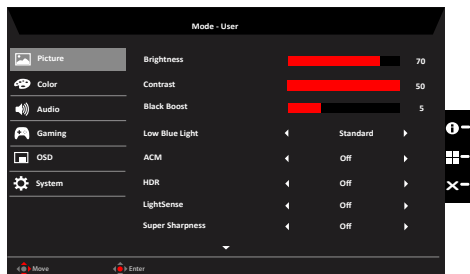 Mode - User
Picture
Color
Audio
Gaming
OSD
System
Brightness 70
Contrast 50
Black Boost 5
Low Blue Light Standard
ACM Off
HDR Off
LightSense Off
Super Sharpness Off
Move Enter